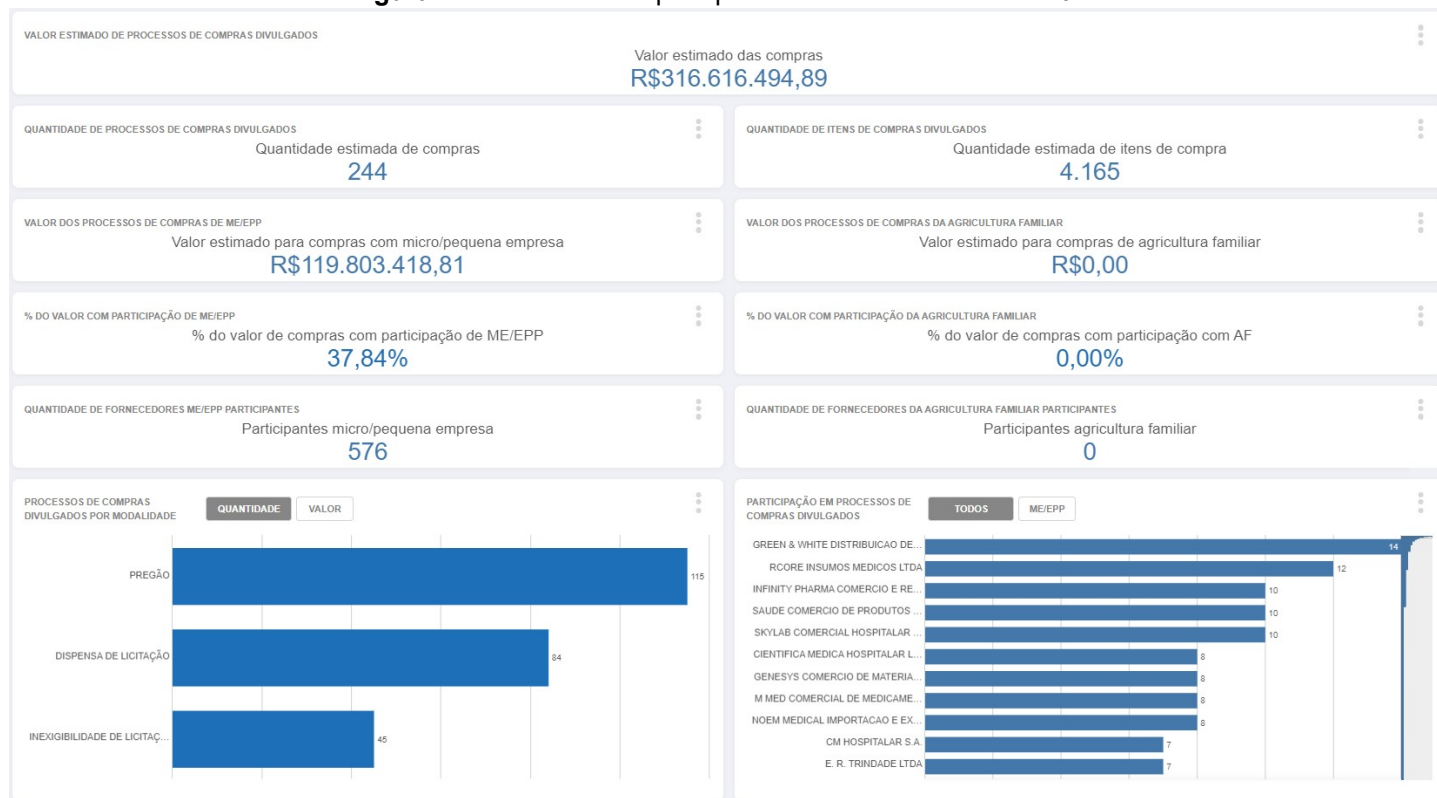 VALOR ESTIMADO DE PROCESSOS DE COMPRAS DIVULGADOS
Valor estimado das compras
R$316.616.494,89
QUANTIDADE DE PROCESSOS DE COMPRAS DIVULGADOS
Quantidade estimada de compras
244
QUANTIDADE DE ITENS DE COMPRAS DIVULGADOS
Quantidade estimada de itens de compra
4.165
VALOR DOS PROCESSOS DE COMPRAS DE ME/EPP
Valor estimado para compras com micro/pequena empresa
R$119.803.418,81
VALOR DOS PROCESSOS DE COMPRAS DA AGRICULTURA FAMILIAR
Valor estimado para compras de agricultura familiar
R$0,00
% DO VALOR COM PARTICIPAÇÃO DE ME/EPP
% do valor de compras com participação de ME/EPP
37,84%
% DO VALOR COM PARTICIPAÇÃO DA AGRICULTURA FAMILIAR
% do valor de compras com participação com AF
0,00%
QUANTIDADE DE FORNECEDORES ME/EPP PARTICIPANTES
Participantes micro/pequena empresa
576
QUANTIDADE DE FORNECEDORES DA AGRICULTURA FAMILIAR PARTICIPANTES
Participantes agricultura familiar
0
PROCESSOS DE COMPRAS
DIVULGADOS POR MODALIDADE
QUANTIDADE VALOR
PREGÃO 115
DISPENSA DE LICITAÇÃO 84
INEXIGIBILIDADE DE LICITAÇ... 45
PARTICIPAÇÃO EM PROCESSOS DE
COMPRAS DIVULGADOS
TODOS ME/EPP
GREEN & WHITE DISTRIBUICAO DE... 14
RCORE INSUMOS MEDICOS LTDA 12
INFINITY PHARMA COMERCIO E RE... 10
SAUDE COMERCIO DE PRODUTOS ... 10
SKYLAB COMERCIAL HOSPITALAR ... 10
CIENTIFICA MEDICA HOSPITALAR L... 8
GENESYS COMERCIO DE MATERIA... 8
M MED COMERCIAL DE MEDICAME... 8
NOEM MEDICAL IMPORTACAO E EX... 8
CM HOSPITALAR S.A. 7
E. R. TRINDADE LTDA 7